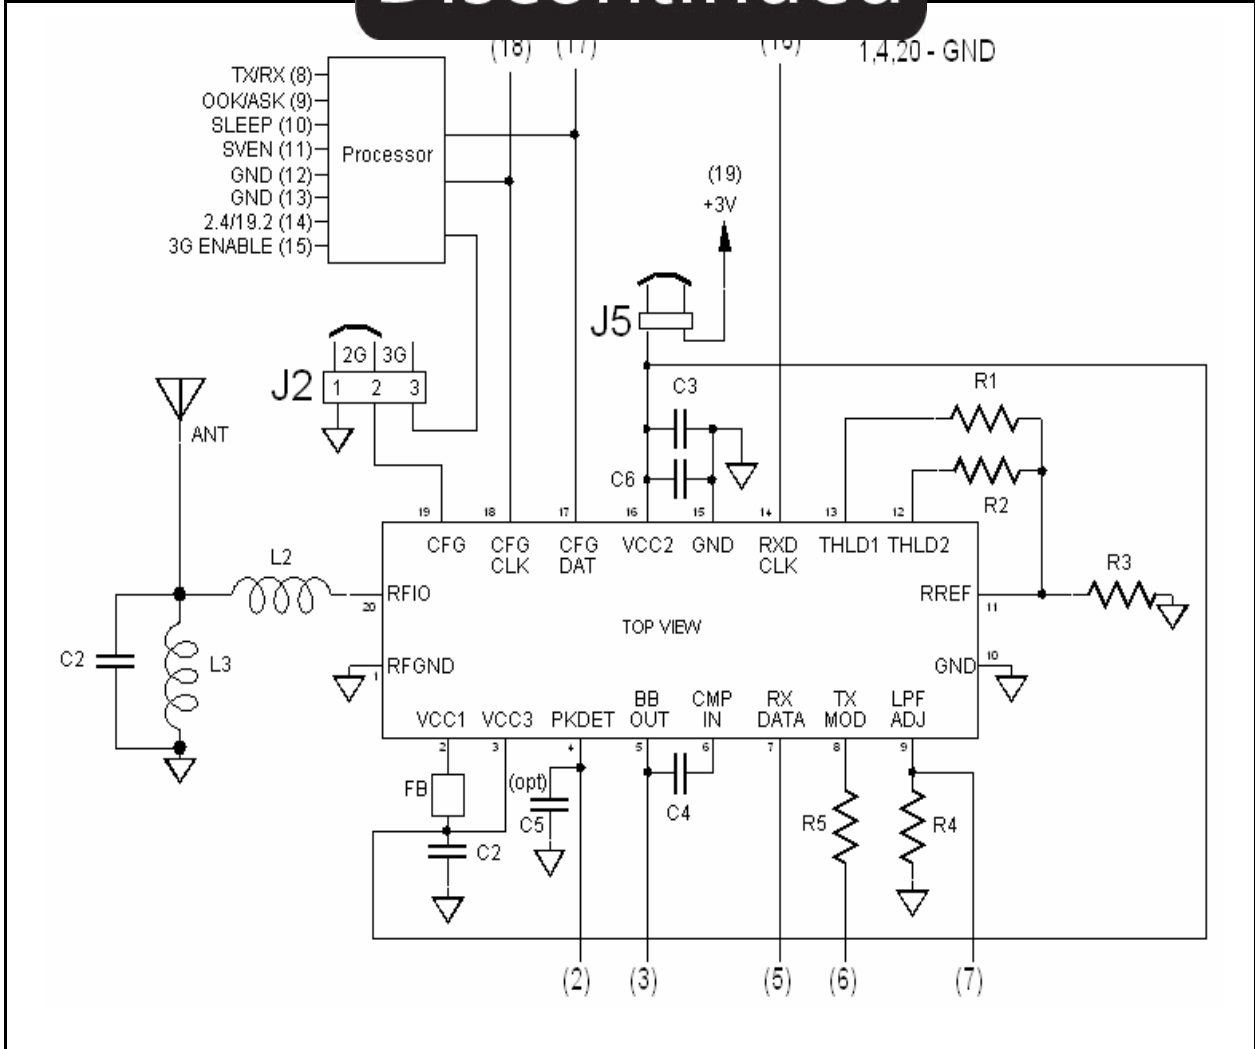 Discontinued
(18) (17) (16) 1,4,20 - GND
TX/RX (8)
OOK/ASK (9)
SLEEP (10)
SVEN (11)
GND (12)
GND (13)
2.4/19.2 (14)
3G ENABLE (15)
Processor
(19)
+3V
J5
2G 3G
J2 1 2 3
ANT
C3
C6
R1
R2
19 18 17 16 15 14 13 12
CFG CFG CFG VCC2 GND RXD THLD1 THLD2
CLK DAT CLK
L2
RFIO
20
RREF
11
R3
TOP VIEW
C2
L3
RFGND
1
GND
10
BB CMP RX TX LPF
VCC1 VCC3 PKDET OUT IN DATA MOD ADJ
2 3 4 5 6 7 8 9
FB
(opt)
C5
C2
C4
R5
R4
(2) (3) (5) (6) (7)